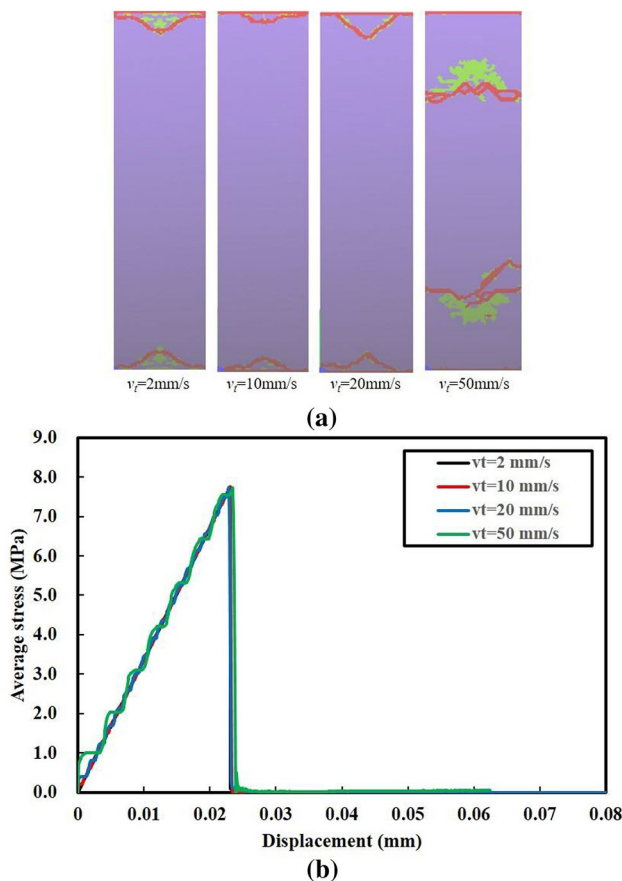 vt=2mm/s vt=10mm/s vt=20mm/s vt=50mm/s
(a)
9.0
8.0
7.0
6.0
5.0
4.0
3.0
2.0
1.0
0.0
Average stress (MPa)
vt=2 mm/s
vt=10 mm/s
vt=20 mm/s
vt=50 mm/s
0 0.01 0.02 0.03 0.04 0.05 0.06 0.07 0.08
Displacement (mm)
(b)